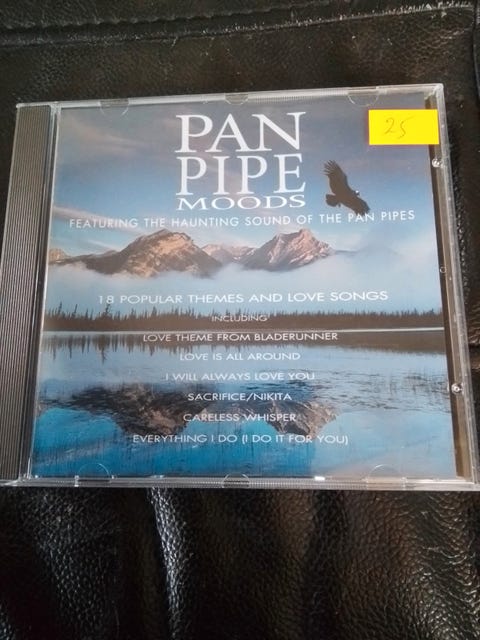 PAN
PIPE
MOODS
25
FEATURING THE HAUNTING SOUND OF THE PAN PIPES
18 POPULAR THEMES AND LOVE SONGS
INCLUDING
LOVE THEME FROM BLADERUNNER
LOVE IS ALL AROUND
I WILL ALWAYS LOVE YOU
SACRIFICE/NIKITA
CARELESS WHISPER
EVERYTHING I DO (I DO IT FOR YOU)